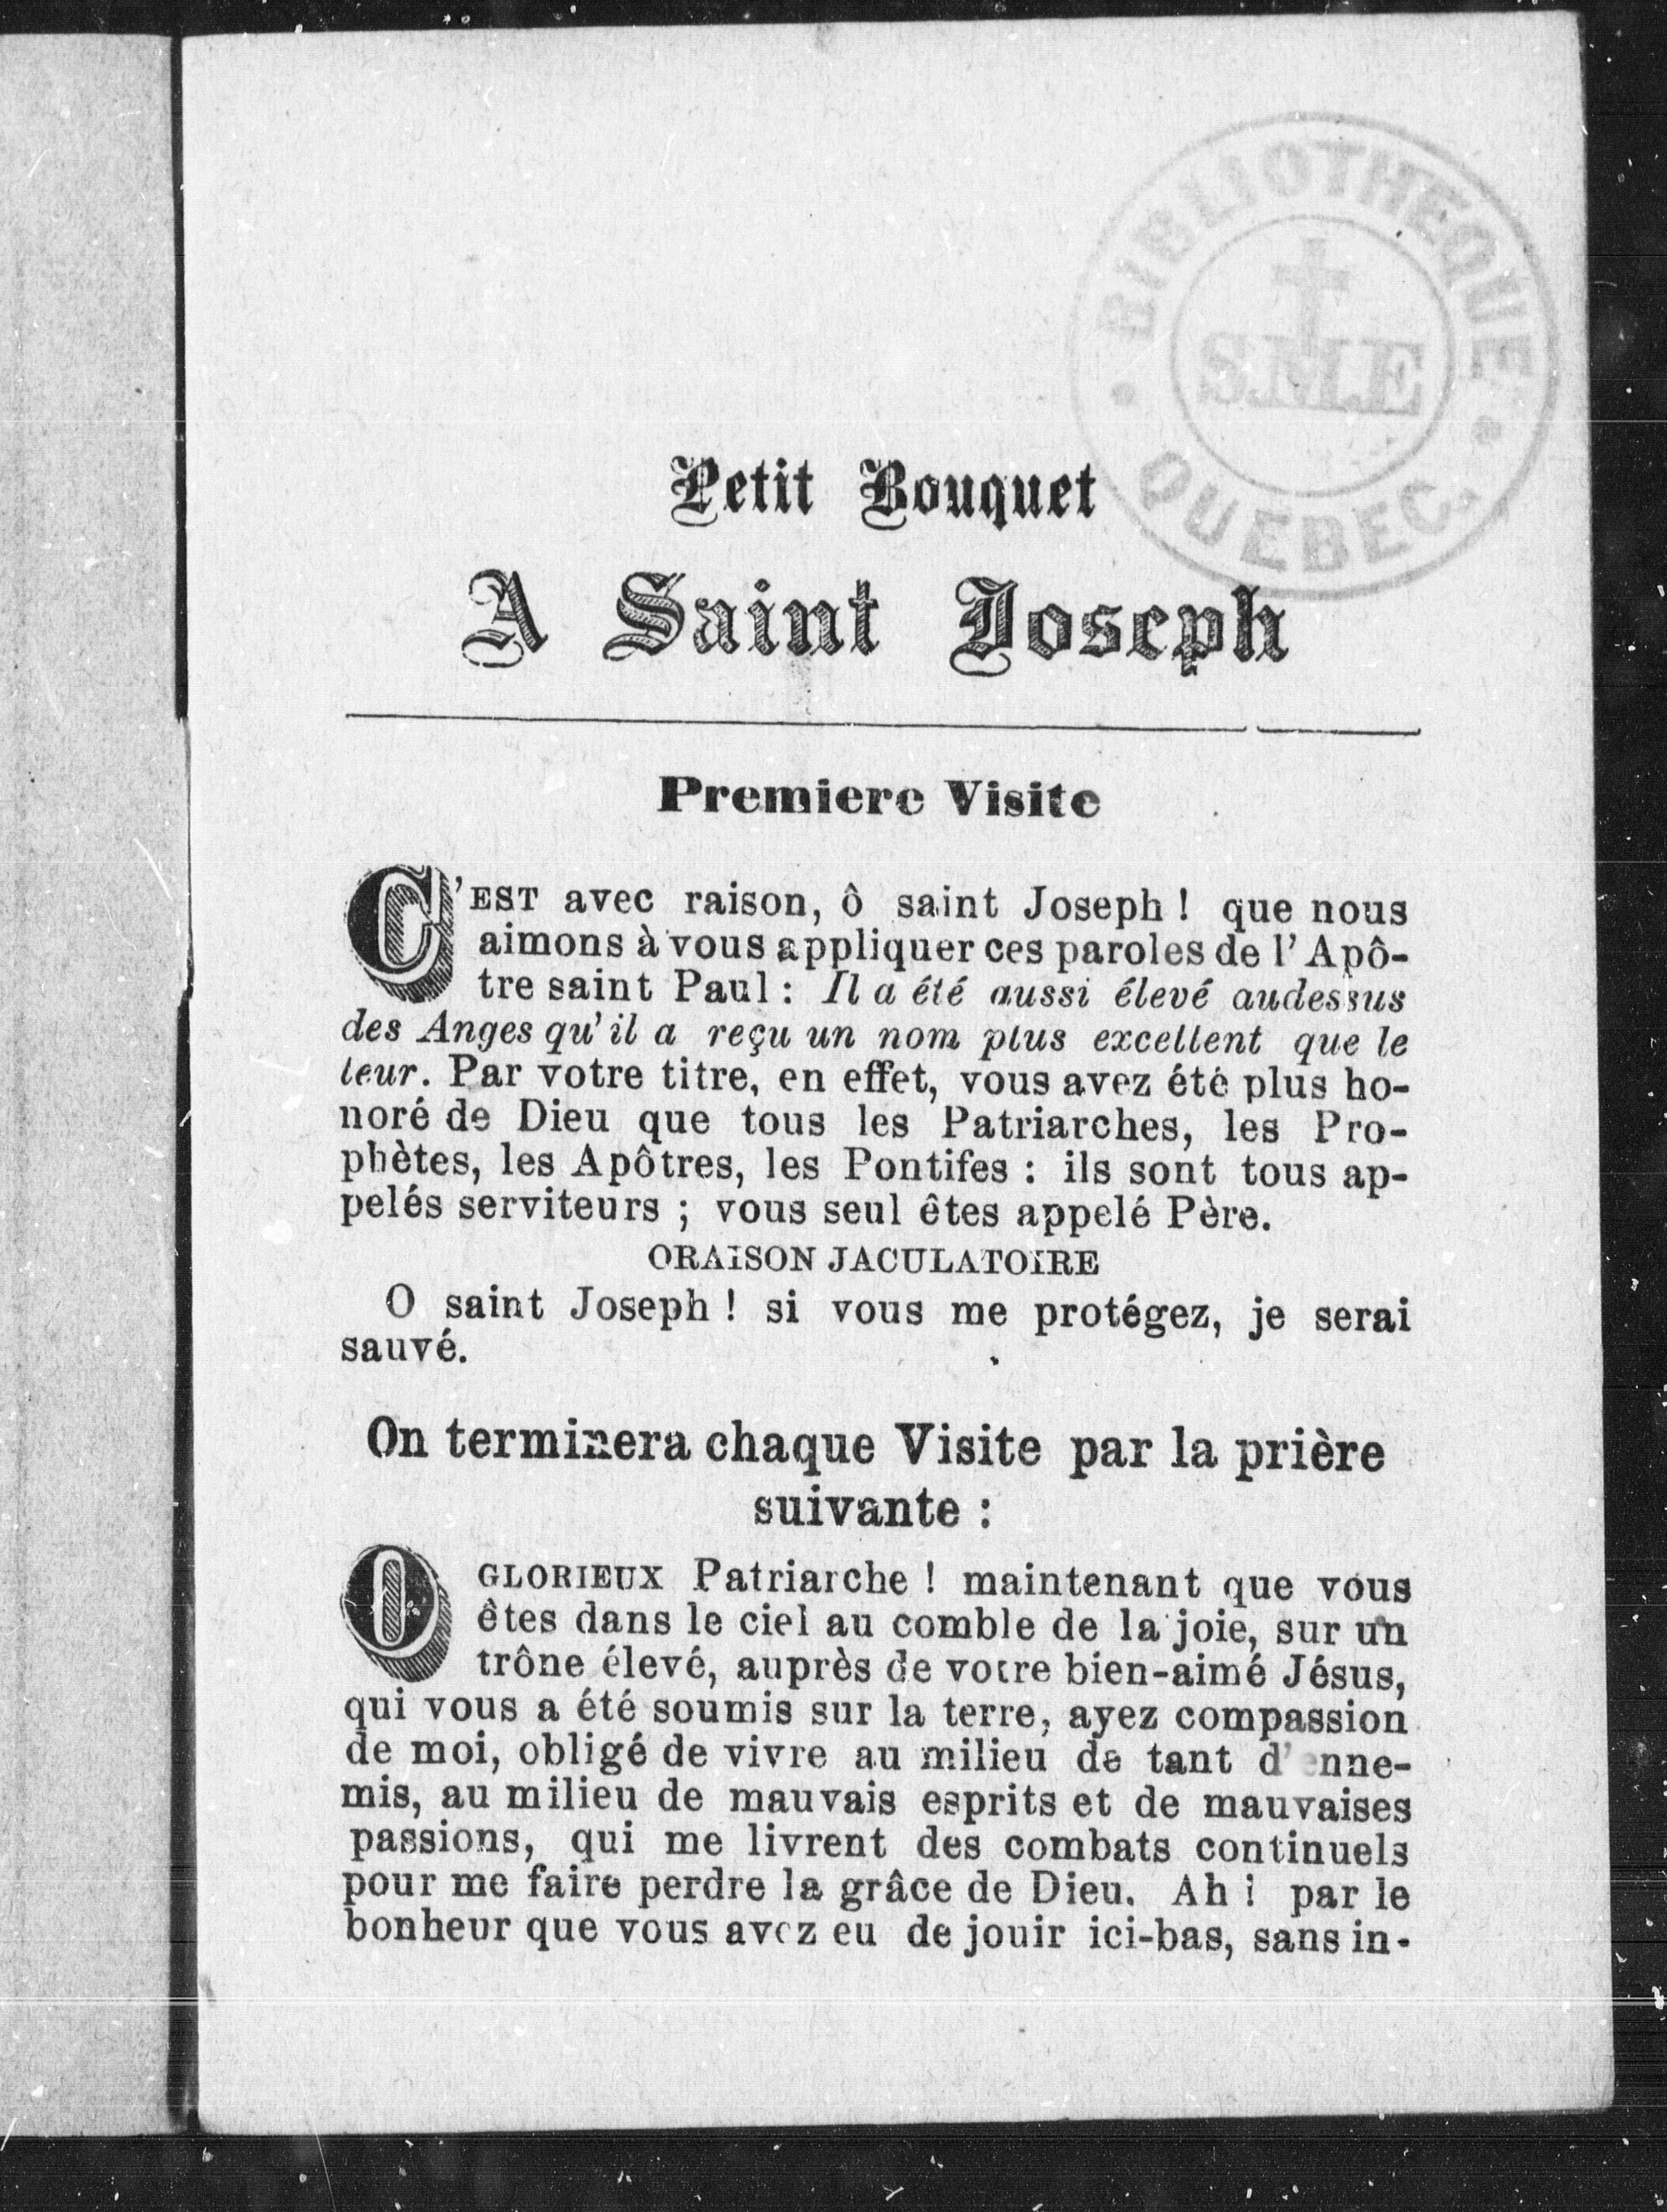 BIBLIOTHEQUE
S.M.E
QUEBEC
Petit Bouquet
A Saint Joseph
Premiere Visite
C'EST avec raison, ô saint Joseph ! que nous
aimons à vous appliquer ces paroles de l' Apô-
tre saint Paul : Il a été aussi élevé audessus
des Anges qu' il a reçu un nom plus excellent que le
leur. Par votre titre, en effet, vous avez été plus ho-
noré de Dieu que tous les Patriarches, les Pro-
phètes, les Apôtres, les Pontifes : ils sont tous ap-
pelés serviteurs ; vous seul êtes appelé Père.
ORAISON JACULATOIRE
O saint Joseph ! si vous me protégez, je serai
sauvé.
On terminera chaque Visite par la prière
suivante :
O GLORIEUX Patriarche ! maintenant que vous
êtes dans le ciel au comble de la joie, sur un
trône élevé, auprès de votre bien-aimé Jésus,
qui vous a été soumis sur la terre, ayez compassion
de moi, obligé de vivre au milieu de tant d'enne-
mis, au milieu de mauvais esprits et de mauvaises
passions, qui me livrent des combats continuels
pour me faire perdre la grâce de Dieu. Ah ! par le
bonheur que vous avez eu de jouir ici-bas, sans in-